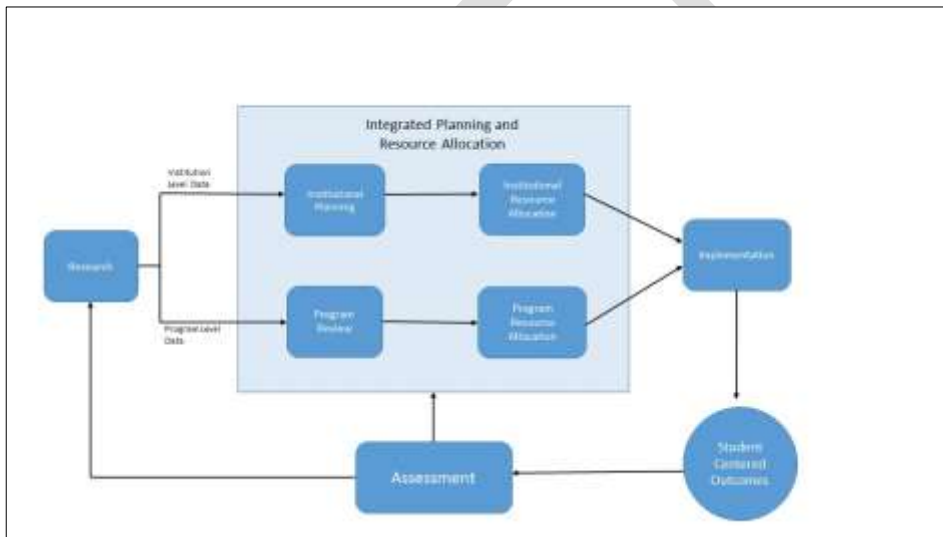 Integrated Planning and
Resource Allocation
Institution
Level Data
Institutional
Planning
Institutional
Resource
Allocation
Research
Implementation
Program Level
Data
Program
Review
Program
Resource
Allocation
Assessment
Student
Centered
Outcomes